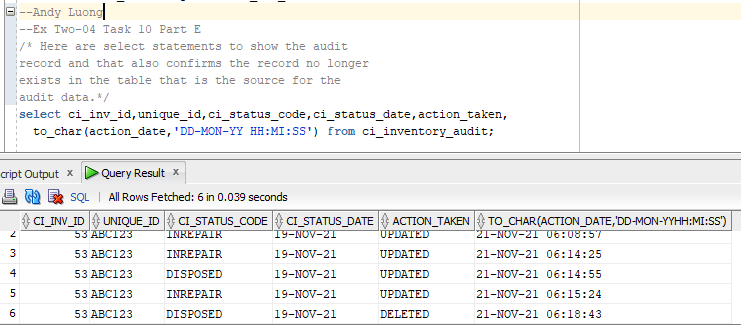 --Andy Luong
--Ex Two-04 Task 10 Part E
/* Here are select statements to show the audit
record and that also confirms the record no longer
exists in the table that is the source for the
audit data.*/
select ci_inv_id,unique_id,ci_status_code,ci_status_date,action_taken,
to_char(action_date,'DD-MON-YY HH:MI:SS') from ci_inventory_audit;
cript Output x Query Result x
SQL | All Rows Fetched: 6 in 0.039 seconds
CI_INV_ID UNIQUE_ID CI_STATUS_CODE CI_STATUS_DATE ACTION_TAKEN TO_CHAR(ACTION_DATE,'DD-MON-YYHH:MI:SS')
2 53 ABC123 INREPAIR 19-NOV-21 UPDATED 21-NOV-21 06:08:57
3 53 ABC123 INREPAIR 19-NOV-21 UPDATED 21-NOV-21 06:14:25
4 53 ABC123 DISPOSED 19-NOV-21 UPDATED 21-NOV-21 06:14:55
5 53 ABC123 INREPAIR 19-NOV-21 UPDATED 21-NOV-21 06:15:24
6 53 ABC123 DISPOSED 19-NOV-21 DELETED 21-NOV-21 06:18:43